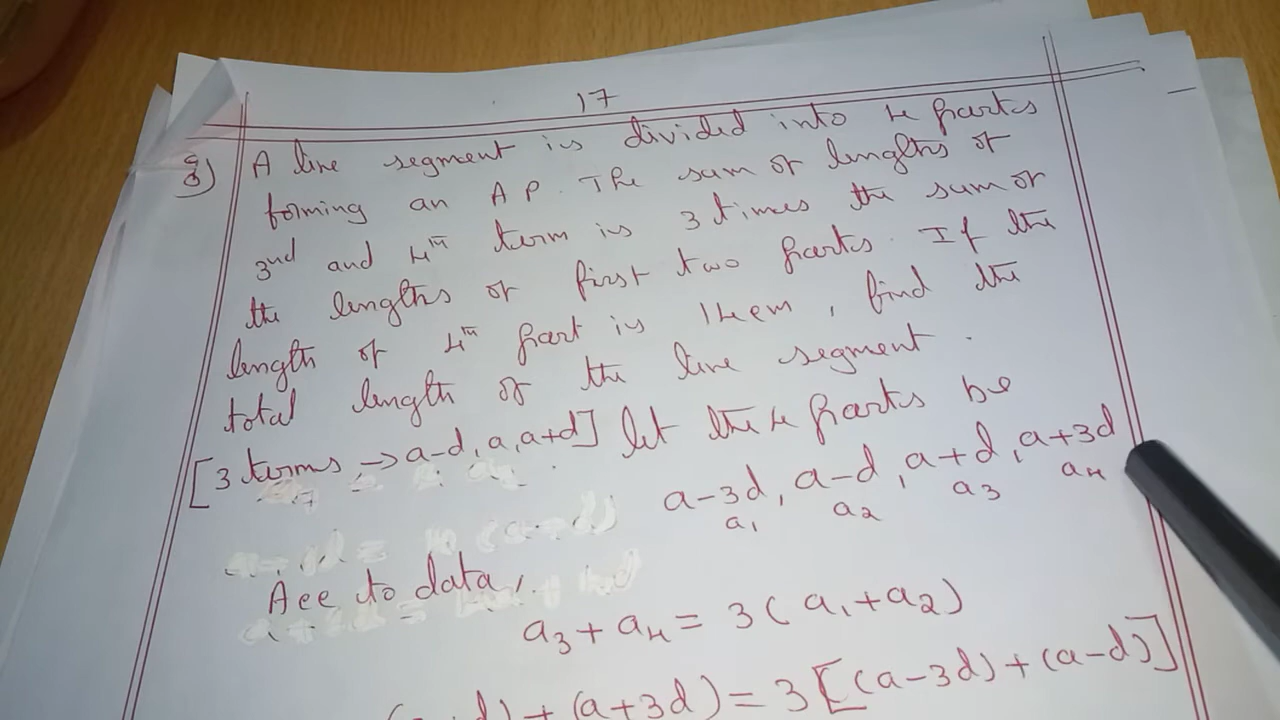 17
8) A line segment is divided into 4 parts
forming an AP. The sum of lengths of
3nd and 4th term is 3 times the sum of
the lengths of first two parts. If the
length of 4th part is 14cm, find the
total length of the line segment.
[3 terms → a-d, a, a+d] let the 4 parts be
a-3d, a-d, a+d, a+3d
a₁ a₂ a₃ a₄
Acc to data,
a₃ + a₄ = 3(a₁+a₂)
d) + (a+3d) = 3[(a-3d) + (a-d)]